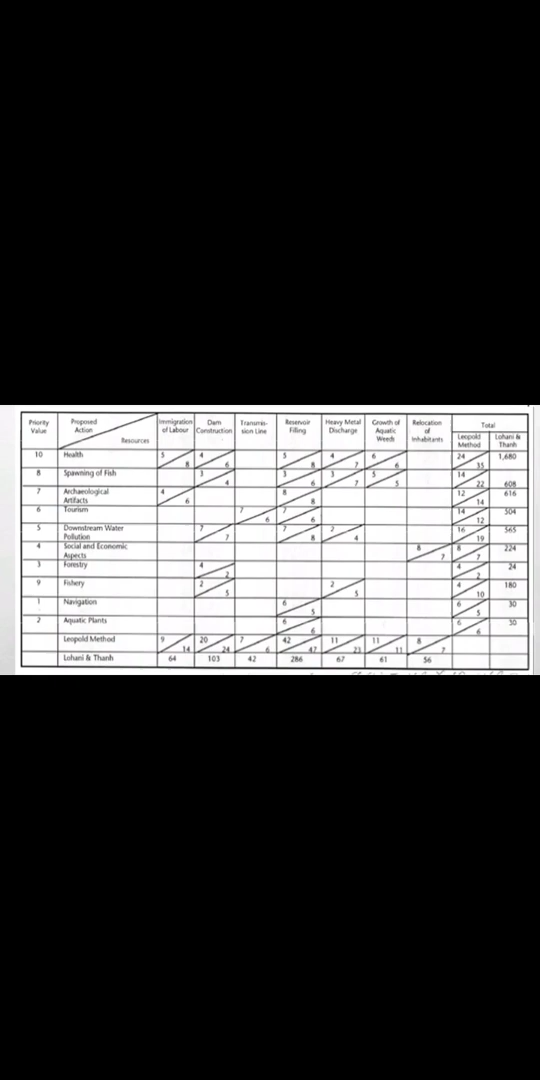 Priority Value Proposed Action Resources Immigration of Labour Dam Construction Transmis-sion Line Reservoir Filling Heavy Metal Discharge Growth of Aquatic Weeds Relocation of Inhabitants Total
Leopold Method Lohani & Thanh
10 Health 5 8 4 6 5 8 4 7 6 6 24 35 1,680
8 Spawning of Fish 3 4 3 6 3 7 5 5 14 22 608
7 Archaeological Artifacts 4 6 8 8 12 14 616
6 Tourism 7 6 7 6 14 12 504
5 Downstream Water Pollution 7 7 7 8 2 4 16 19 565
4 Social and Economic Aspects 8 7 8 7 224
3 Forestry 4 2 4 2 24
9 Fishery 2 5 2 5 4 10 180
1 Navigation 6 5 6 5 30
2 Aquatic Plants 6 6 6 6
Leopold Method 9 14 20 24 7 6 42 47 11 23 11 11 8 7
Lohani & Thanh 64 103 42 286 67 61 56